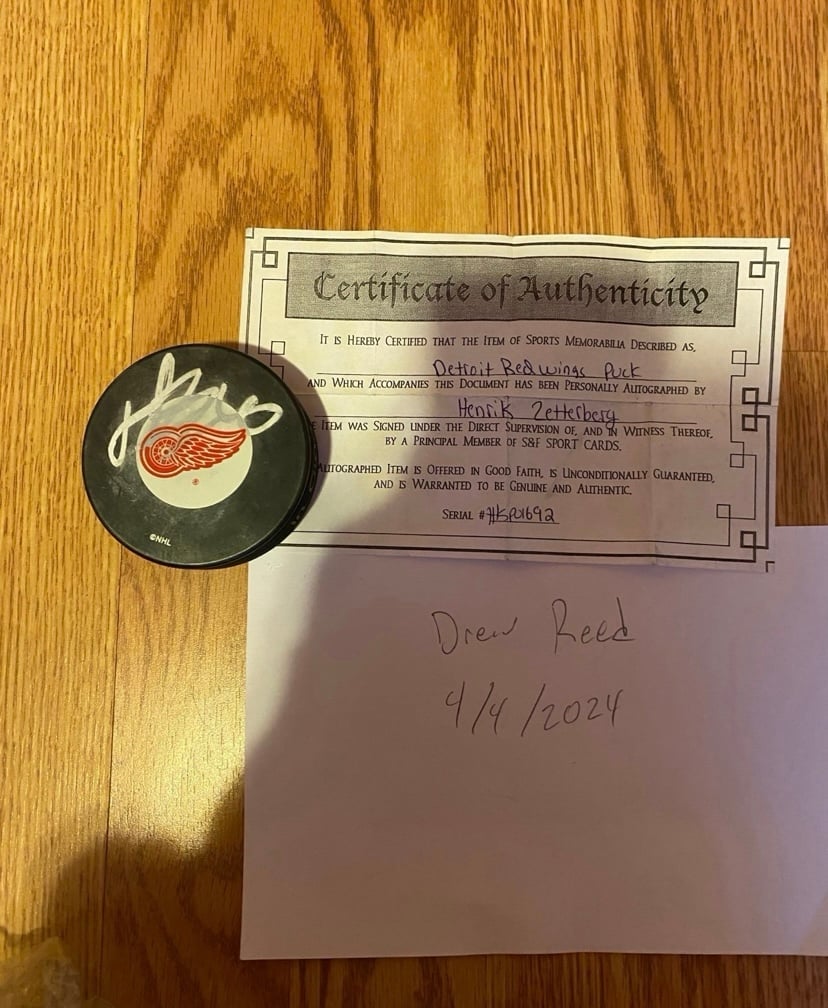 Certificate of Authenticity
IT IS HEREBY CERTIFIED THAT THE ITEM OF SPORTS MEMORABILIA DESCRIBED AS,
Detroit Redwings Puck
AND WHICH ACCOMPANIES THIS DOCUMENT HAS BEEN PERSONALLY AUTOGRAPHED BY
Henrik Zetterberg
ITEM WAS SIGNED UNDER THE DIRECT SUPERVISION OF, AND IN WITNESS THEREOF,
BY A PRINCIPAL MEMBER OF S&F SPORT CARDS.
AUTOGRAPHED ITEM IS OFFERED IN GOOD FAITH, IS UNCONDITIONALLY GUARANTEED,
AND IS WARRANTED TO BE GENUINE AND AUTHENTIC.
SERIAL #
©NHL
Drew Reed
4/4/2024